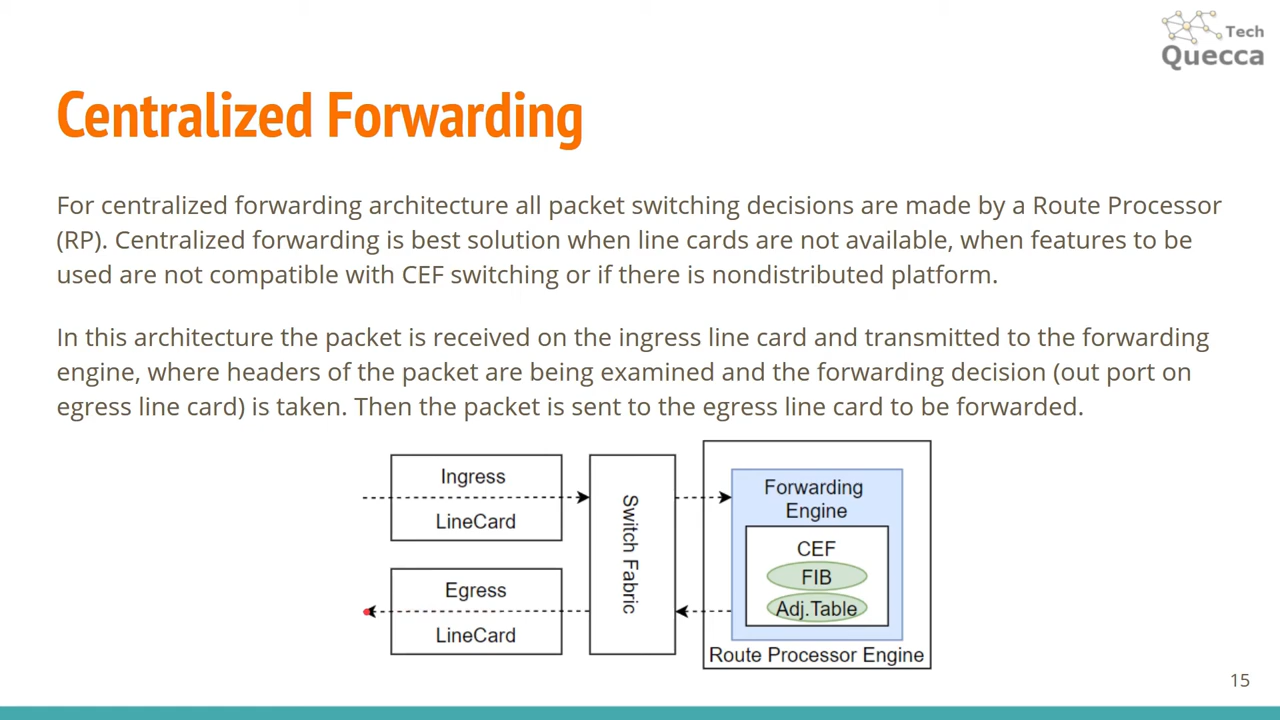 Tech
Quecca
Centralized Forwarding
For centralized forwarding architecture all packet switching decisions are made by a Route Processor
(RP). Centralized forwarding is best solution when line cards are not available, when features to be
used are not compatible with CEF switching or if there is nondistributed platform.
In this architecture the packet is received on the ingress line card and transmitted to the forwarding
engine, where headers of the packet are being examined and the forwarding decision (out port on
egress line card) is taken. Then the packet is sent to the egress line card to be forwarded.
Ingress
LineCard
Egress
LineCard
Switch Fabric
Forwarding
Engine
CEF
FIB
Adj.Table
Route Processor Engine
15